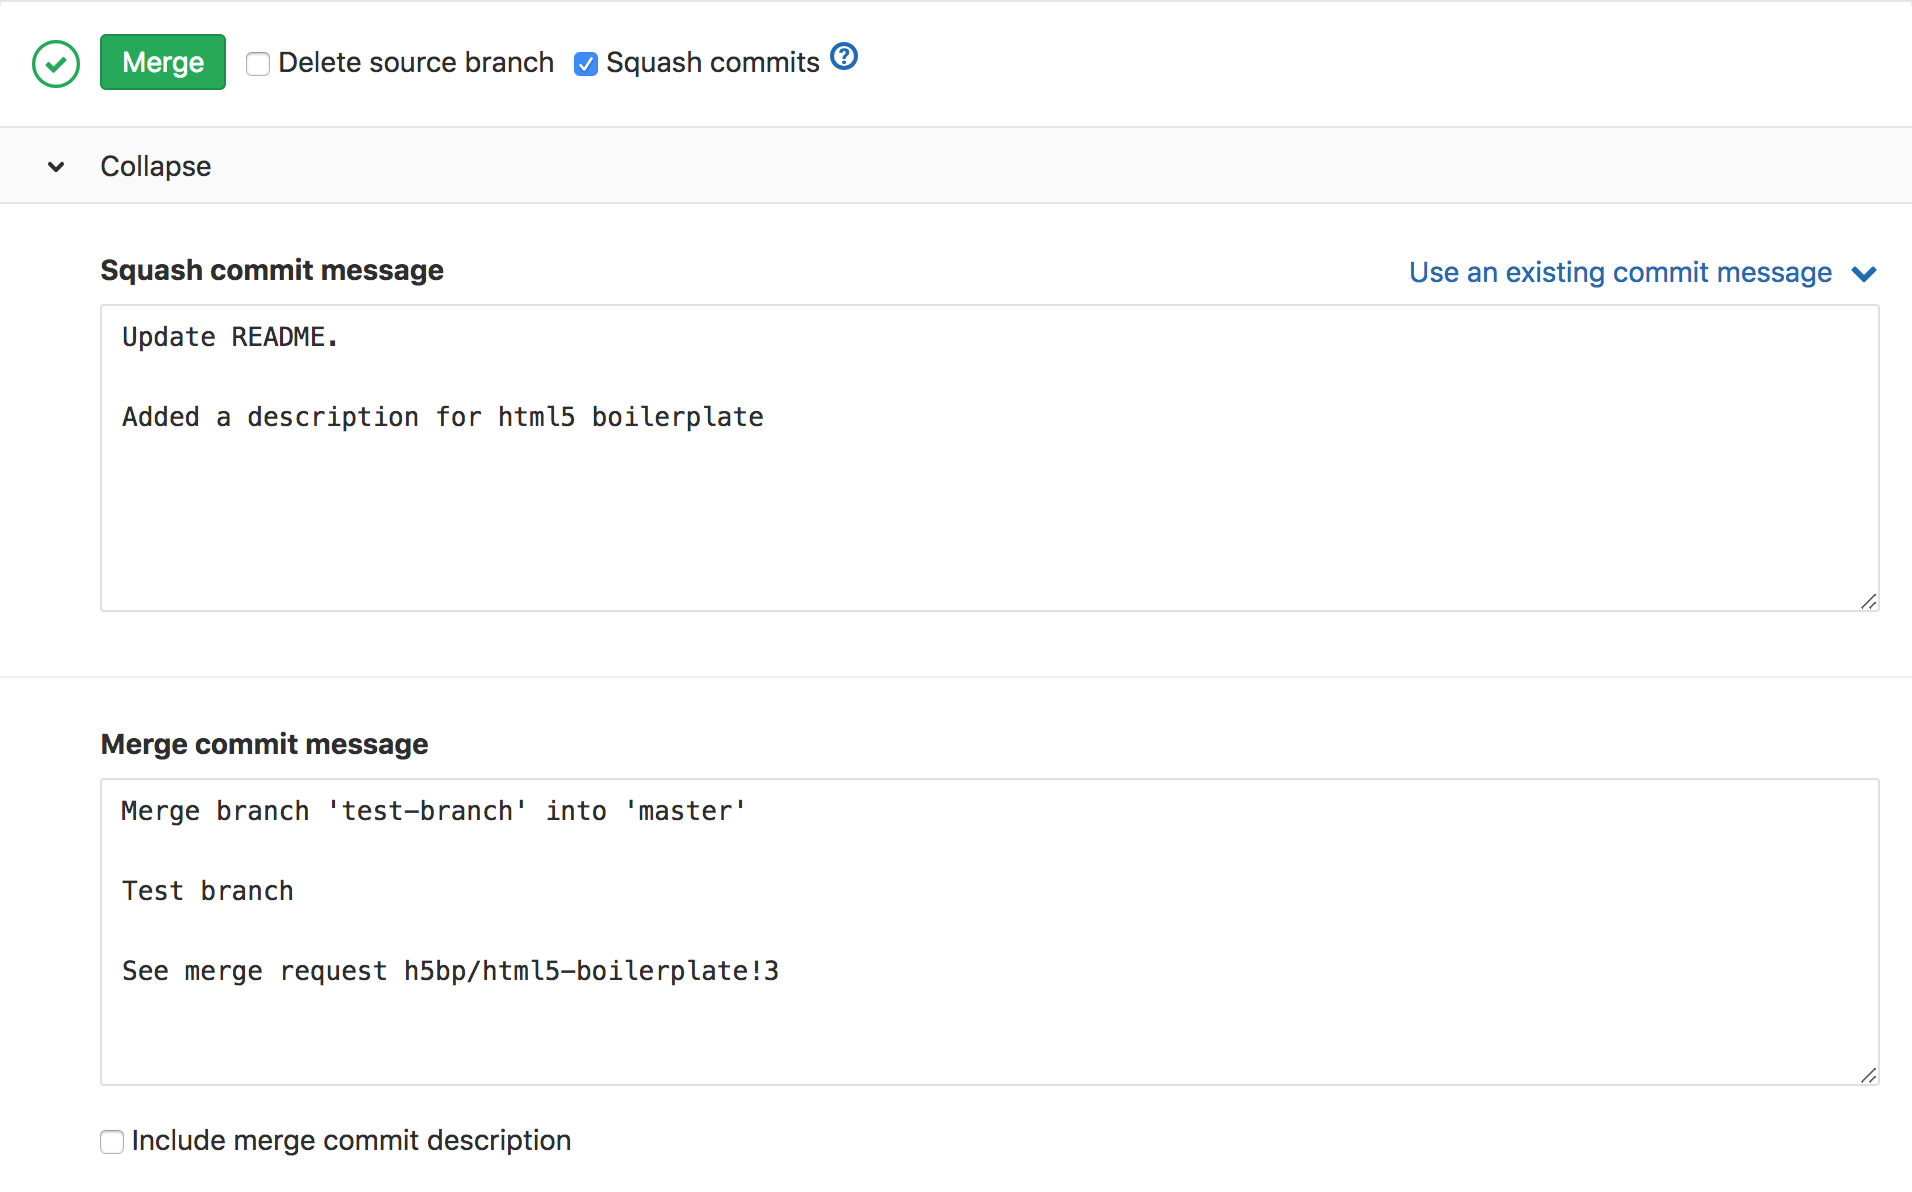 Merge Delete source branch Squash commits ?
Collapse
Squash commit message Use an existing commit message
Update README.
Added a description for html5 boilerplate
Merge commit message
Merge branch 'test-branch' into 'master'
Test branch
See merge request h5bp/html5-boilerplate!3
Include merge commit description